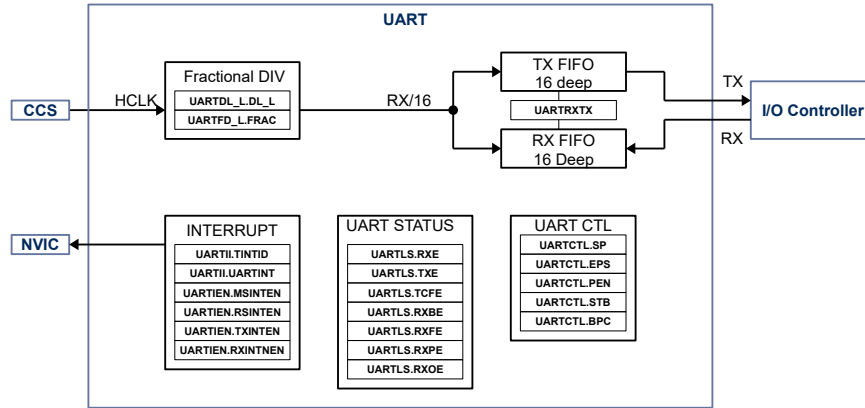 UART
Fractional DIV
UARTDL_L.DL_L
UARTFD_L.FRAC
CCS
HCLK
RX/16
TX FIFO
16 deep
UARTRXTX
RX FIFO
16 Deep
TX
RX
I/O Controller
NVIC
INTERRUPT
UARTII.TINTID
UARTII.UARTINT
UARTIEN.MSINTEN
UARTIEN.RSINTEN
UARTIEN.TXINTEN
UARTIEN.RXINTNEN
UART STATUS
UARTLS.RXE
UARTLS.TXE
UARTLS.TCFE
UARTLS.RXBE
UARTLS.RXFE
UARTLS.RXPE
UARTLS.RXOE
UART CTL
UARTCTL.SP
UARTCTL.EPS
UARTCTL.PEN
UARTCTL.STB
UARTCTL.BPC